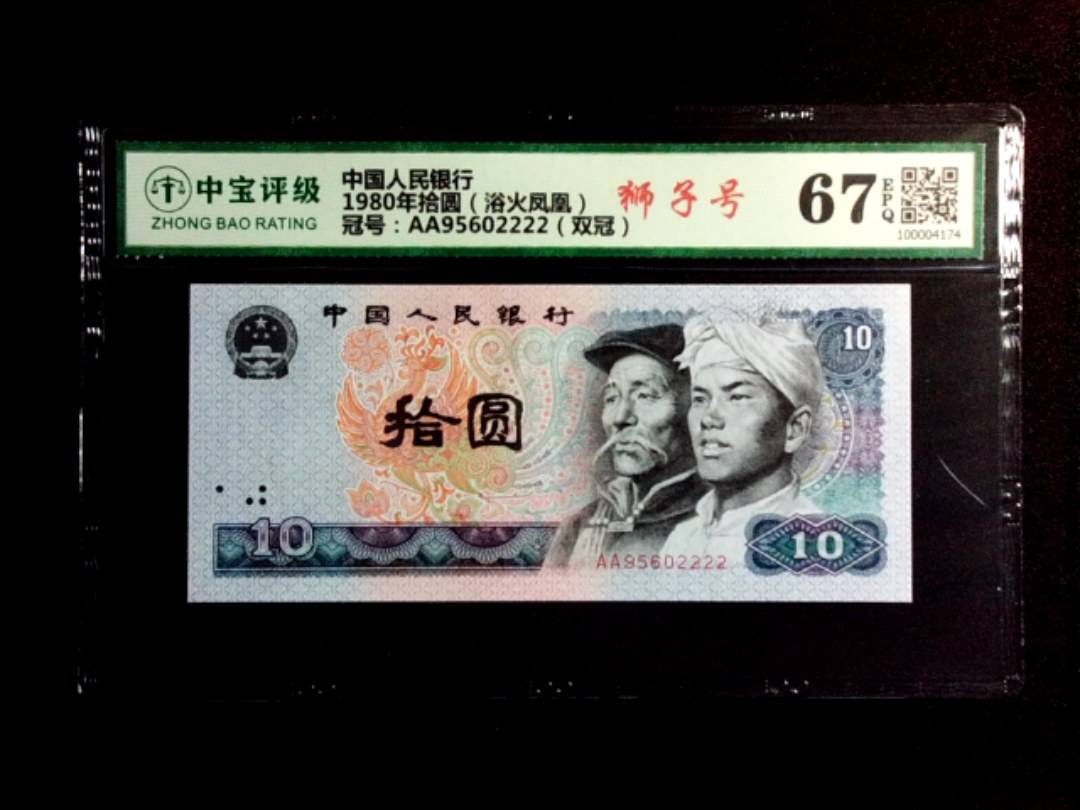 中宝评级
ZHONG BAO RATING
中国人民银行
1980年拾圆（浴火凤凰）
冠号：AA95602222（双冠）
狮子号
67
EPQ
100004174
中国人民银行
10
拾圆
10
AA95602222
10